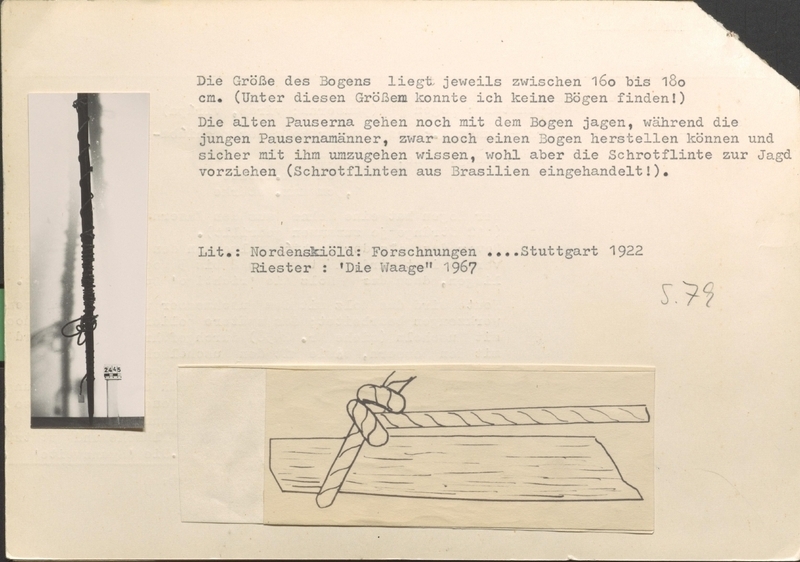 Die Größe des Bogens liegt jeweils zwischen 16o bis 18o
cm. (Unter diesen Größem konnte ich keine Bögen finden!)
Die alten Pauserna gehen noch mit dem Bogen jagen, während die
jungen Pausernamänner, zwar noch einen Bogen herstellen können und
sicher mit ihm umzugehen wissen, wohl aber die Schrotflinte zur Jagd
vorziehen (Schrotflinten aus Brasilien eingehandelt!).
Lit.: Nordenskiöld: Forschnungen ....Stuttgart 1922
Riester : 'Die Waage" 1967
S. 79
2445